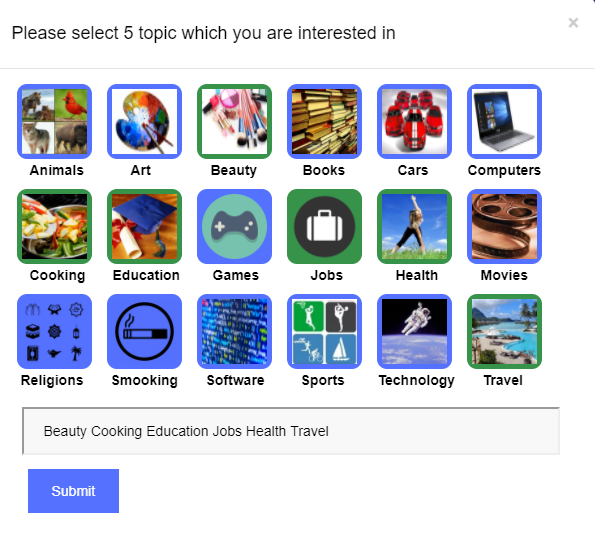 Please select 5 topic which you are interested in
×
Animals Art Beauty Books Cars Computers
Cooking Education Games Jobs Health Movies
Religions Smooking Software Sports Technology Travel
Beauty Cooking Education Jobs Health Travel
Submit